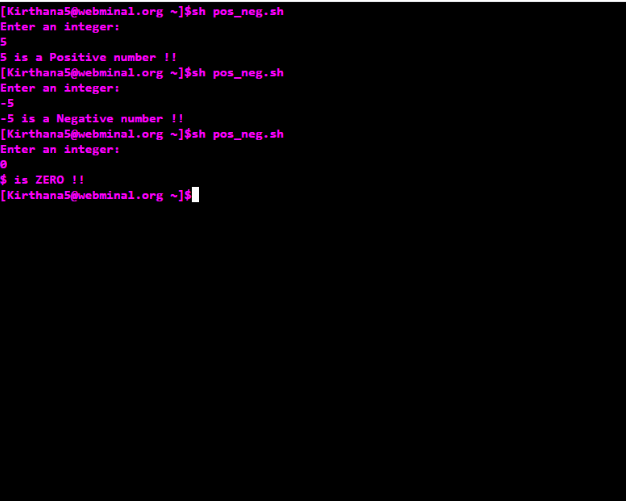 [Kirthana5@webminal.org ~]$sh pos_neg.sh
Enter an integer:
5
5 is a Positive number !!
[Kirthana5@webminal.org ~]$sh pos_neg.sh
Enter an integer:
-5
-5 is a Negative number !!
[Kirthana5@webminal.org ~]$sh pos_neg.sh
Enter an integer:
0
$ is ZERO !!
[Kirthana5@webminal.org ~]$